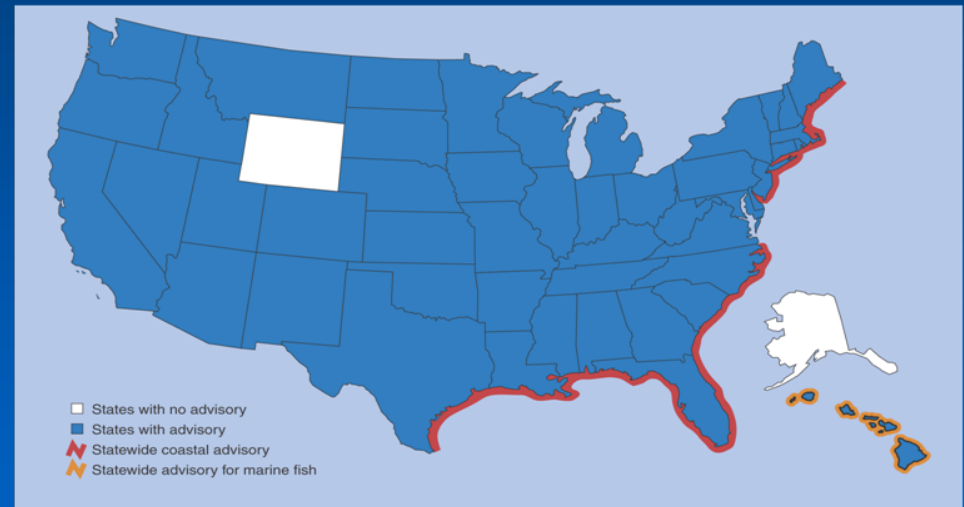 States with no advisory
States with advisory
Statewide coastal advisory
Statewide advisory for marine fish